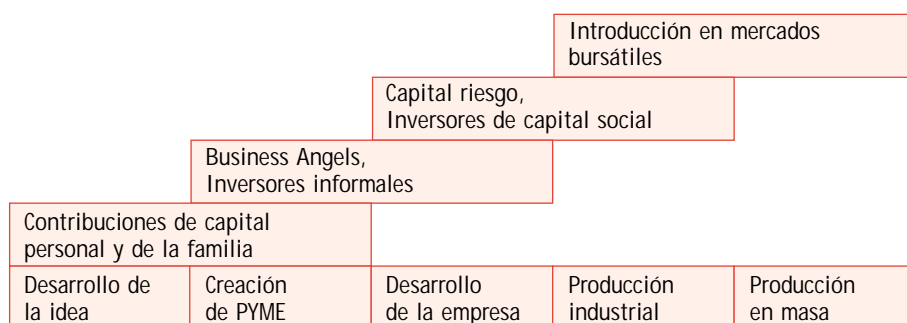 Introducción en mercados
bursátiles
Capital riesgo,
Inversores de capital social
Business Angels,
Inversores informales
Contribuciones de capital
personal y de la familia
Desarrollo de
la idea
Creación
de PYME
Desarrollo
de la empresa
Producción
industrial
Producción
en masa